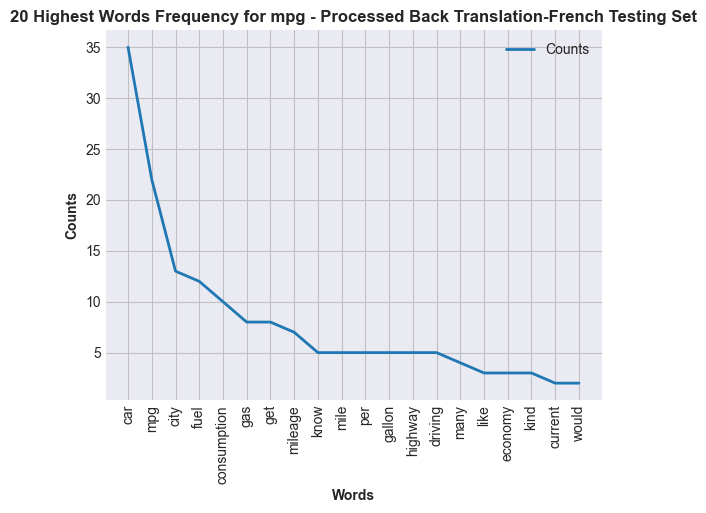 20 Highest Words Frequency for mpg - Processed Back Translation-French Testing Set
Counts
35
30
25
20
15
10
5
Counts
car
mpg
city
fuel
consumption
gas
get
mileage
know
mile
per
gallon
highway
driving
many
like
economy
kind
current
would
Words